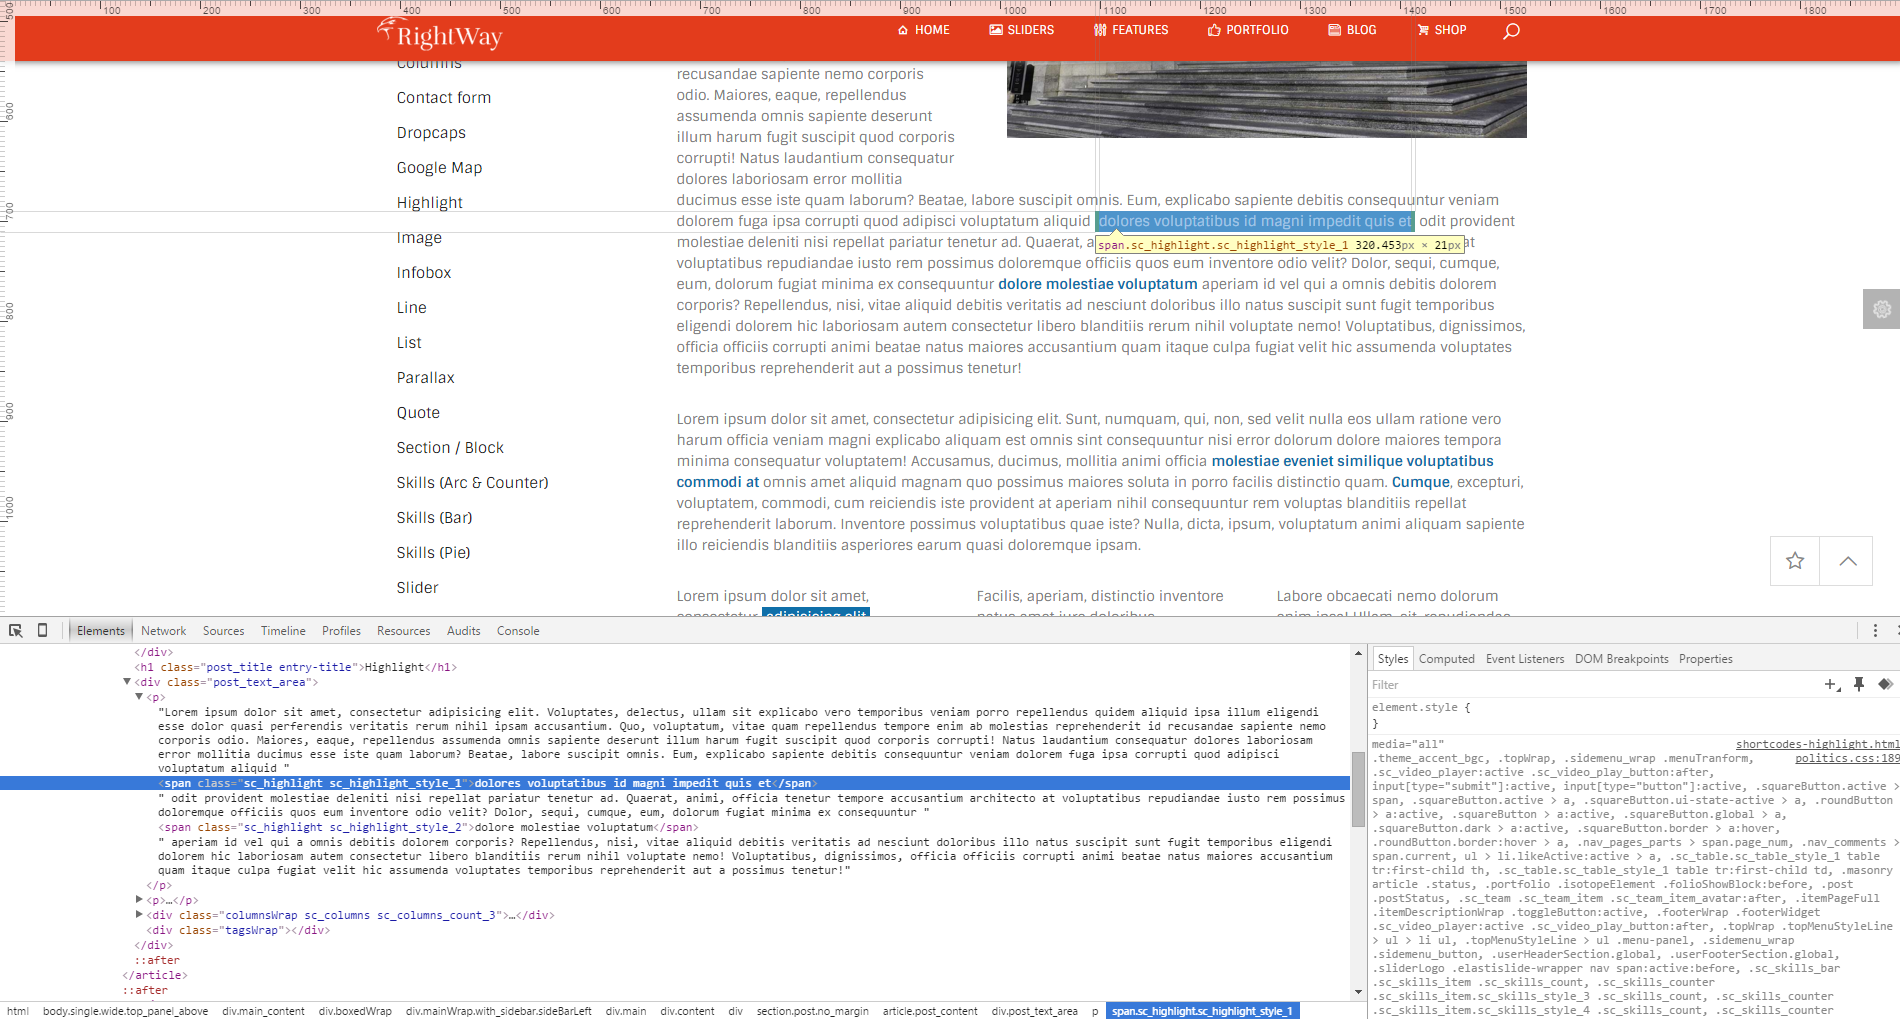 500
100
200
300
400
500
600
700
800
900
1000
1100
1200
1300
1400
1500
1600
1700
1800
RightWay
HOME
SLIDERS
FEATURES
PORTFOLIO
BLOG
SHOP
600
700
800
900
1000
Columns
Contact form
Dropcaps
Google Map
Highlight
Image
Infobox
Line
List
Parallax
Quote
Section / Block
Skills (Arc & Counter)
Skills (Bar)
Skills (Pie)
Slider
recusandae sapiente nemo corporis
odio. Maiores, eaque, repellendus
assumenda omnis sapiente deserunt
illum harum fugit suscipit quod corporis
corrupti! Natus laudantium consequatur
dolores laboriosam error mollitia
ducimus esse iste quam laborum? Beatae, labore suscipit omnis. Eum, explicabo sapiente debitis consequuntur veniam
dolorem fuga ipsa corrupti quod adipisci voluptatum aliquid dolores voluptatibus id magni impedit quis et odit provident
molestiae deleniti nisi repellat pariatur tenetur ad. Quaerat, a at
span.sc_highlight.sc_highlight_style_1 320.453px × 21px
voluptatibus repudiandae iusto rem possimus doloremque officiis quos eum inventore odio velit? Dolor, sequi, cumque,
eum, dolorum fugiat minima ex consequuntur dolore molestiae voluptatum aperiam id vel qui a omnis debitis dolorem
corporis? Repellendus, nisi, vitae aliquid debitis veritatis ad nesciunt doloribus illo natus suscipit sunt fugit temporibus
eligendi dolorem hic laboriosam autem consectetur libero blanditiis rerum nihil voluptate nemo! Voluptatibus, dignissimos,
officia officiis corrupti animi beatae natus maiores accusantium quam itaque culpa fugiat velit hic assumenda voluptates
temporibus reprehenderit aut a possimus tenetur!
Lorem ipsum dolor sit amet, consectetur adipisicing elit. Sunt, numquam, qui, non, sed velit nulla eos ullam ratione vero
harum officia veniam magni explicabo aliquam est omnis sint consequuntur nisi error dolorum dolore maiores tempora
minima consequatur voluptatem! Accusamus, ducimus, mollitia animi officia molestiae eveniet similique voluptatibus
commodi at omnis amet aliquid magnam quo possimus maiores soluta in porro facilis distinctio quam. Cumque, excepturi,
voluptatem, commodi, cum reiciendis iste provident at aperiam nihil consequuntur rem voluptas blanditiis repellat
reprehenderit laborum. Inventore possimus voluptatibus quae iste? Nulla, dicta, ipsum, voluptatum animi aliquam sapiente
illo reiciendis blanditiis asperiores earum quasi doloremque ipsam.
Lorem ipsum dolor sit amet,
consectetur adipisicing elit
Facilis, aperiam, distinctio inventore
natus amet iure doloribus
Labore obcaecati nemo dolorum
enim ipsa! Ullam, sit, repudiandae
Elements Network Sources Timeline Profiles Resources Audits Console
</div>
<h1 class="post_title entry-title">Highlight</h1>
<div class="post_text_area">
<p>
"Lorem ipsum dolor sit amet, consectetur adipisicing elit. Voluptates, delectus, ullam sit explicabo vero temporibus veniam porro repellendus quidem aliquid ipsa illum eligendi
esse dolor quasi perferendis veritatis rerum nihil ipsam accusantium. Quo, voluptatum, vitae quam repellendus tempore enim ab molestias reprehenderit id recusandae sapiente nemo
corporis odio. Maiores, eaque, repellendus assumenda omnis sapiente deserunt illum harum fugit suscipit quod corporis corrupti! Natus laudantium consequatur dolores laboriosam
error mollitia ducimus esse iste quam laborum? Beatae, labore suscipit omnis. Eum, explicabo sapiente debitis consequuntur veniam dolorem fuga ipsa corrupti quod adipisci
voluptatum aliquid "
<span class="sc_highlight sc_highlight_style_1">dolores voluptatibus id magni impedit quis et</span>
" odit provident molestiae deleniti nisi repellat pariatur tenetur ad. Quaerat, animi, officia tenetur tempore accusantium architecto at voluptatibus repudiandae iusto rem possimus
doloremque officiis quos eum inventore odio velit? Dolor, sequi, cumque, eum, dolorum fugiat minima ex consequuntur "
<span class="sc_highlight sc_highlight_style_2">dolore molestiae voluptatum</span>
" aperiam id vel qui a omnis debitis dolorem corporis? Repellendus, nisi, vitae aliquid debitis veritatis ad nesciunt doloribus illo natus suscipit sunt fugit temporibus eligendi
dolorem hic laboriosam autem consectetur libero blanditiis rerum nihil voluptate nemo! Voluptatibus, dignissimos, officia officiis corrupti animi beatae natus maiores accusantium
quam itaque culpa fugiat velit hic assumenda voluptates temporibus reprehenderit aut a possimus tenetur!"
</p>
<p>…</p>
<div class="columnsWrap sc_columns sc_columns_count_3">…</div>
<div class="tagsWrap"></div>
</div>
::after
</article>
::after
html body.single.wide.top_panel_above div.main_content div.boxedWrap div.mainWrap.with_sidebar.sideBarLeft div.main div.content div section.post.no_margin article.post_content div.post_text_area p span.sc_highlight.sc_highlight_style_1
Styles Computed Event Listeners DOM Breakpoints Properties
Filter
element.style {
}
media="all" shortcodes-highlight.html
.theme_accent_bgc, .topWrap, .sidemenu_wrap .menuTranform, politics.css:189
.sc_video_player:active .sc_video_play_button:after,
input[type="submit"]:active, input[type="button"]:active, .squareButton.active >
span, .squareButton.active > a, .squareButton.ui-state-active > a, .roundButton
> a:active, .squareButton > a:active, .squareButton.global > a,
.squareButton.dark > a:active, .squareButton.border > a:hover,
.roundButton.border:hover > a, .nav_pages_parts > span.page_num, .nav_comments >
span.current, ul > li.likeActive:active > a, .sc_table.sc_table_style_1 table
tr:first-child th, .sc_table.sc_table_style_1 table tr:first-child td, .masonry
article .status, .portfolio .isotopeElement .folioShowBlock:before, .post
.postStatus, .sc_team .sc_team_item .sc_team_item_avatar:after, .itemPageFull
.itemDescriptionWrap .toggleButton:active, .footerWrap .footerWidget
.sc_video_player:active .sc_video_play_button:after, .topWrap .topMenuStyleLine
> ul > li ul, .topMenuStyleLine > ul .menu-panel, .sidemenu_wrap
.sidemenu_button, .userHeaderSection.global, .userFooterSection.global,
.sliderLogo .elastislide-wrapper nav span:active:before, .sc_skills_bar
.sc_skills_item .sc_skills_count, .sc_skills_counter
.sc_skills_item.sc_skills_style_3 .sc_skills_count, .sc_skills_counter
.sc_skills_item.sc_skills_style_4 .sc_skills_count, .sc_skills_counter